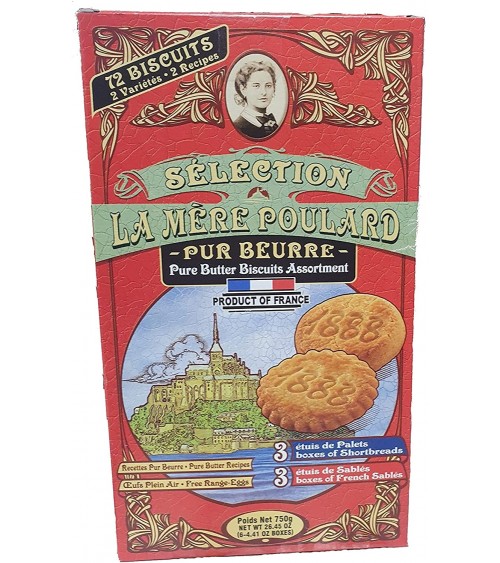 72 BISCUITS
2 Variétés • 2 Recipes
SÉLECTION
LA MÈRE POULARD
- PUR BEURRE -
Pure Butter Biscuits Assortment
PRODUCT OF FRANCE
1888
1888
3 étuis de Palets
boxes of Shortbreads
3 étuis de Sablés
boxes of French Sablés
Recettes Pur Beurre • Pure Butter Recipes
Œufs Plein Air • Free Range-Eggs
Poids Net 750g
NET WT 26.45 OZ
(6-4.41 OZ BOXES)